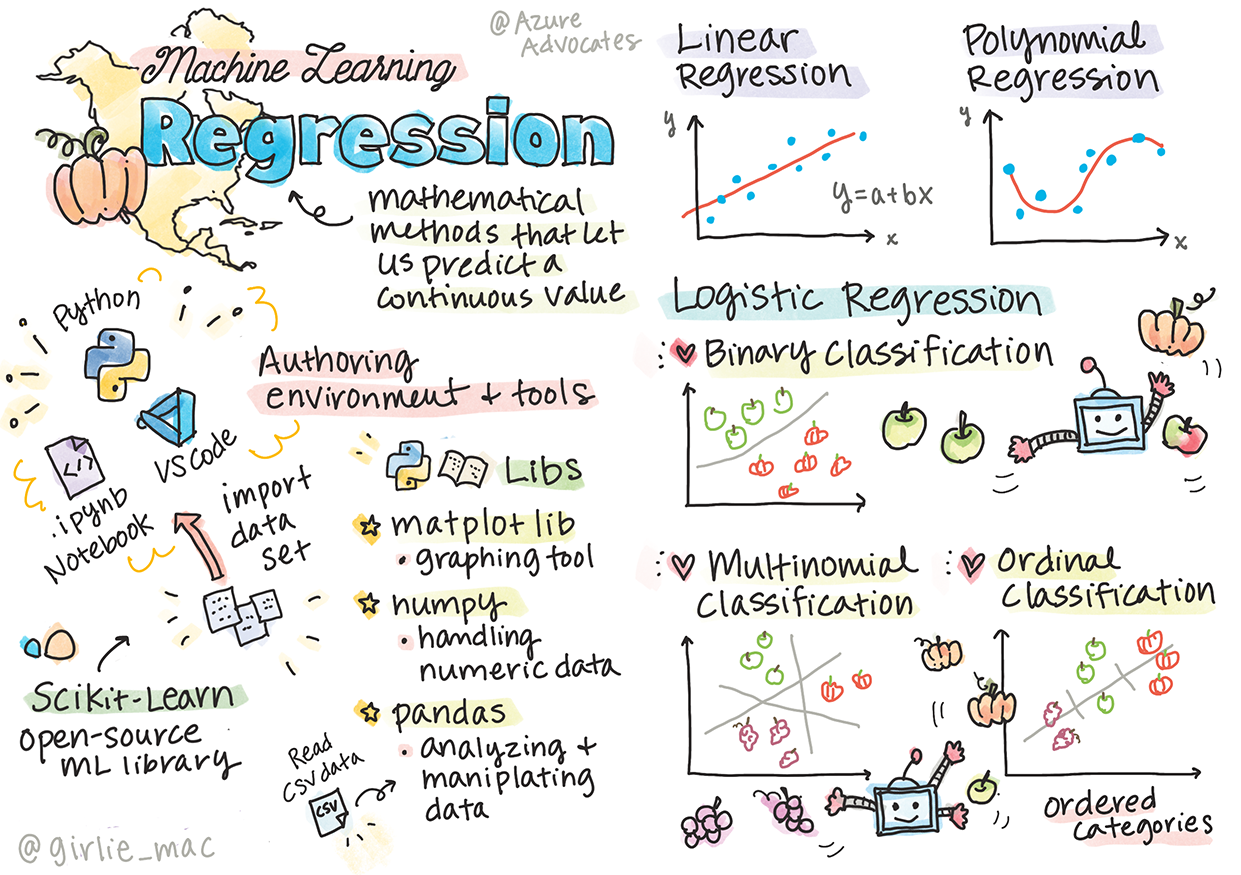 @Azure
Advocates
Machine Learning
Regression
mathematical
methods that let
us predict a
continuous value
Python
VS Code
.ipynb
Notebook
Authoring
environment + tools
import
data
set
Scikit-Learn
open-source
ML library
Libs
matplotlib
• graphing tool
numpy
• handling
numeric data
pandas
• analyzing +
maniplating
data
Read
CSV data
CSV
@girlie_mac
Linear
Regression
y
y=a+bx
x
Polynomial
Regression
y
x
Logistic Regression
Binary Classification
Multinomial
Classification
Ordinal
Classification
ordered
categories